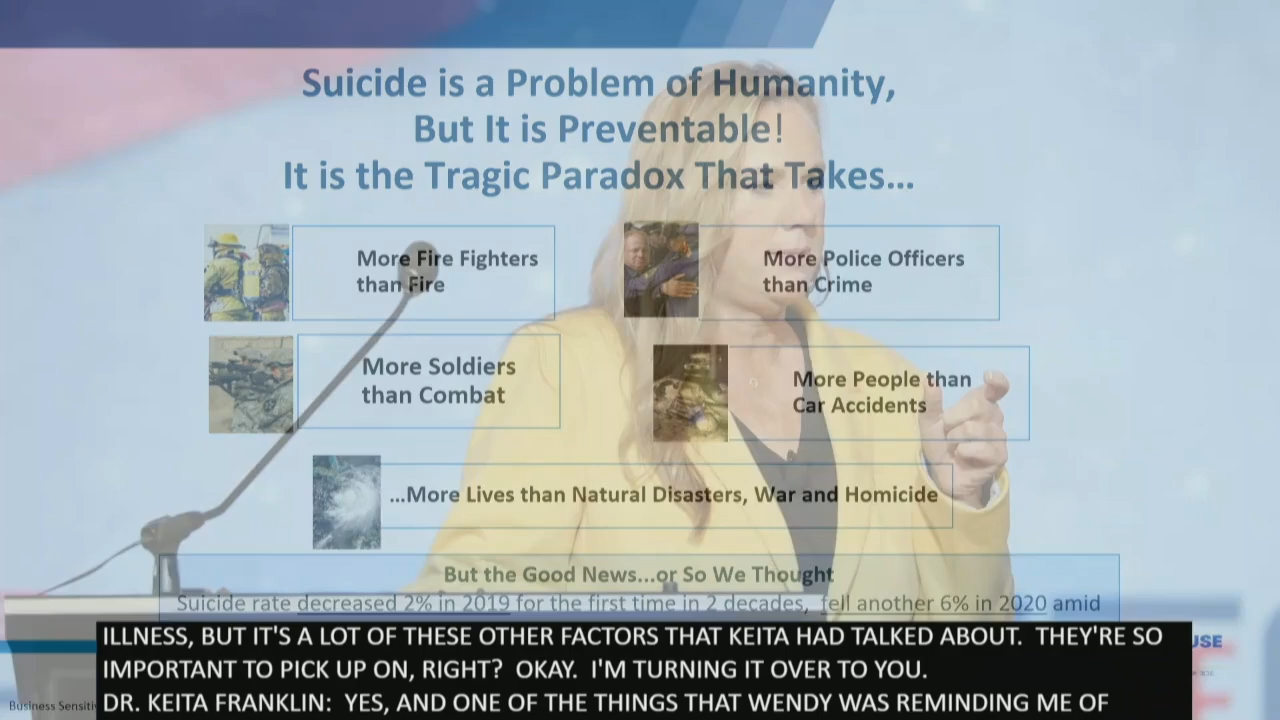 Suicide is a Problem of Humanity,
But It is Preventable!
It is the Tragic Paradox That Takes...
More Fire Fighters
than Fire
More Police Officers
than Crime
More Soldiers
than Combat
More People than
Car Accidents
...More Lives than Natural Disasters, War and Homicide
But the Good News...or So We Thought
Suicide rate decreased 2% in 2019 for the first time in 2 decades, fell another 6% in 2020 amid
ILLNESS, BUT IT'S A LOT OF THESE OTHER FACTORS THAT KEITA HAD TALKED ABOUT. THEY'RE SO
IMPORTANT TO PICK UP ON, RIGHT? OKAY. I'M TURNING IT OVER TO YOU.
DR. KEITA FRANKLIN: YES, AND ONE OF THE THINGS THAT WENDY WAS REMINDING ME OF
Business Sensitiv
USE